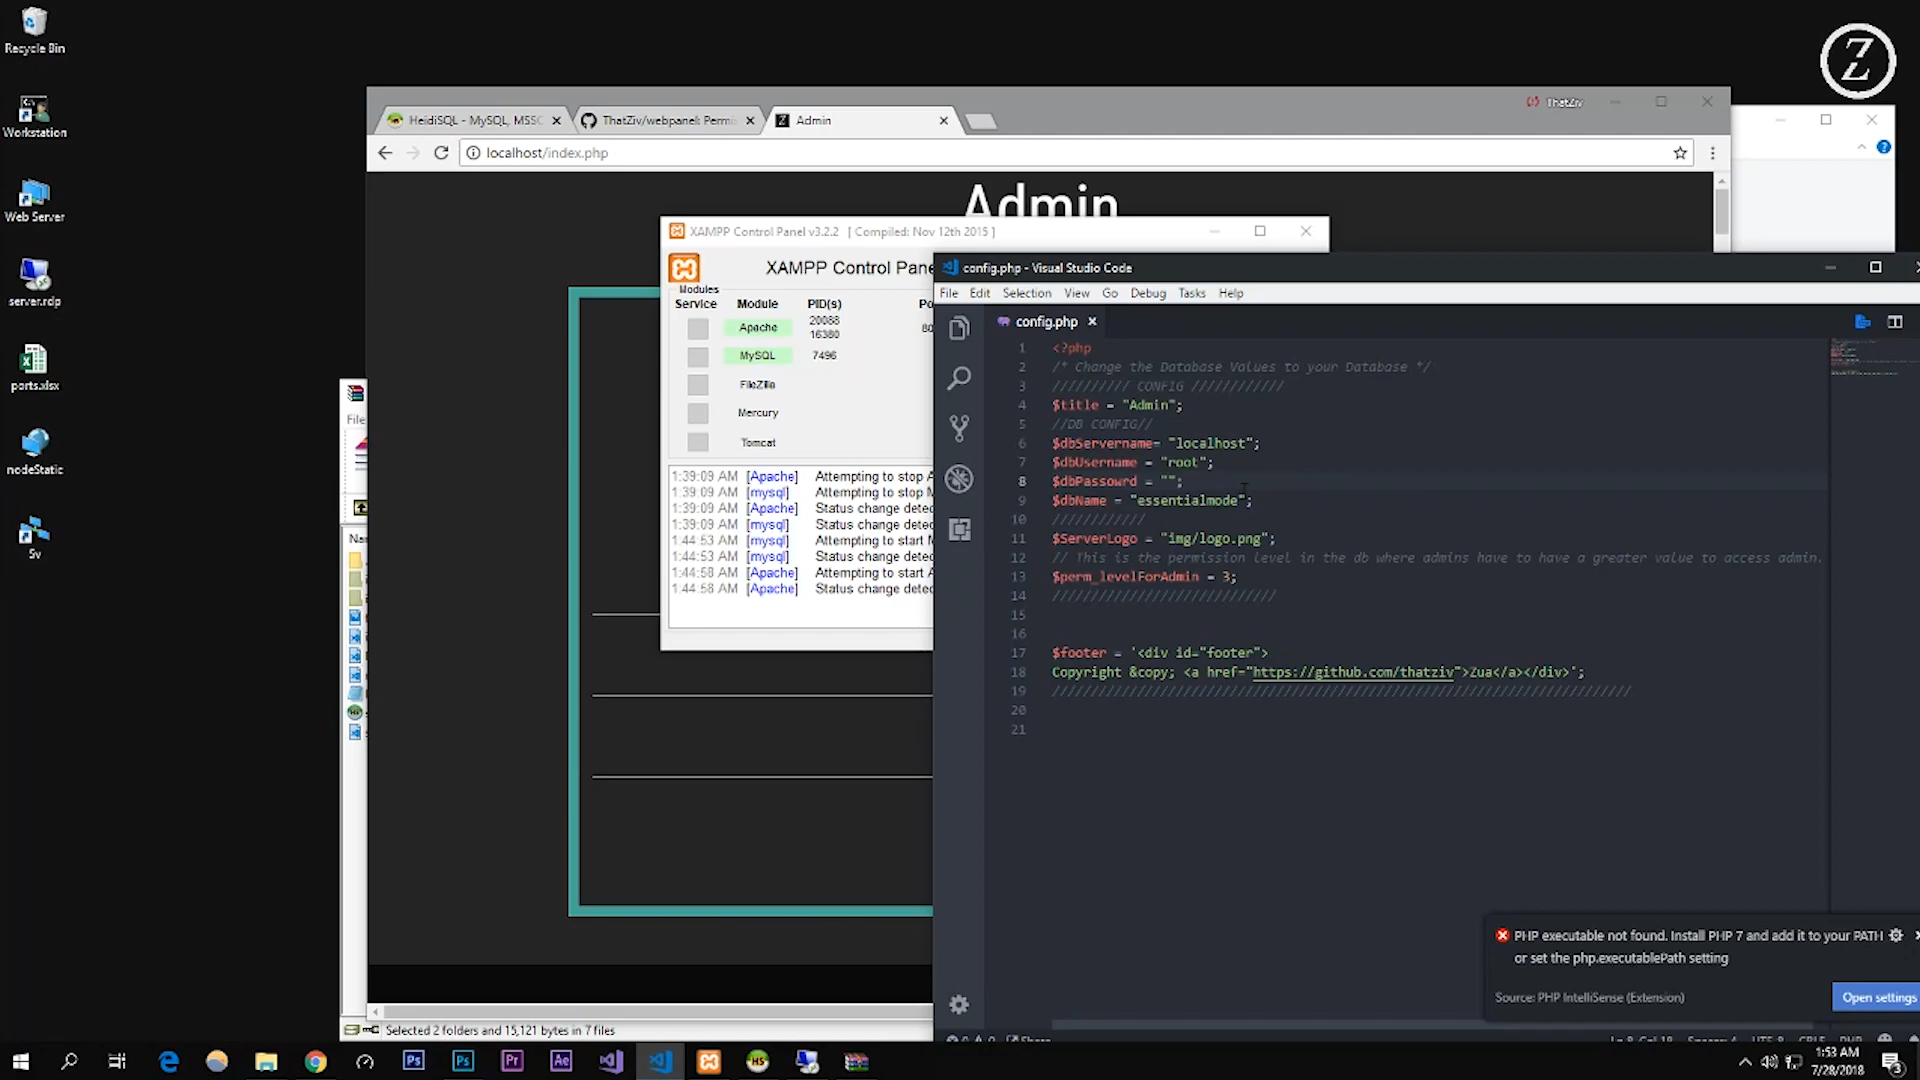 Recycle Bin
Workstation
Web Server
server.rdp
ports.xlsx
nodeStatic
Sv
Z
ThatZiv
HeidiSQL - MySQL, MSSQ
ThatZiv/webpanel: Permi
Admin
localhost/index.php
Admin
File
XAMPP Control Panel v3.2.2 [ Compiled: Nov 12th 2015 ]
XAMPP Control Pane
Modules
Service Module PID(s) Po
Apache 20088 16380 80
MySQL 7496
FileZilla
Mercury
Tomcat
1:39:09 AM [Apache] Attempting to stop A
1:39:09 AM [mysql] Attempting to stop M
1:39:09 AM [Apache] Status change detec
1:39:09 AM [mysql] Status change detec
1:44:53 AM [mysql] Attempting to start M
1:44:53 AM [mysql] Status change detec
1:44:58 AM [Apache] Attempting to start A
1:44:58 AM [Apache] Status change detec
config.php - Visual Studio Code
File Edit Selection View Go Debug Tasks Help
config.php
1 <?php
2 /* Change the Database Values to your Database */
3 ////////// CONFIG ////////////
4 $title = "Admin";
5 //DB CONFIG//
6 $dbServername= "localhost";
7 $dbUsername = "root";
8 $dbPassowrd = "";
9 $dbName = "essentialmode";
10 ////////////
11 $ServerLogo = "img/logo.png";
12 // This is the permission level in the db where admins have to have a greater value to access admin.
13 $perm_levelForAdmin = 3;
14 /////////////////////////////
15
16
17 $footer = '<div id="footer">
18 Copyright &copy; <a href="https://github.com/thatziv">Zua</a></div>';
19 ///////////////////////////////////////////////////////////////////////////
20
21
PHP executable not found. Install PHP 7 and add it to your PATH
or set the php.executablePath setting
Source: PHP IntelliSense (Extension)
Open settings
Selected 2 folders and 15,121 bytes in 7 files
1:53 AM
7/28/2018